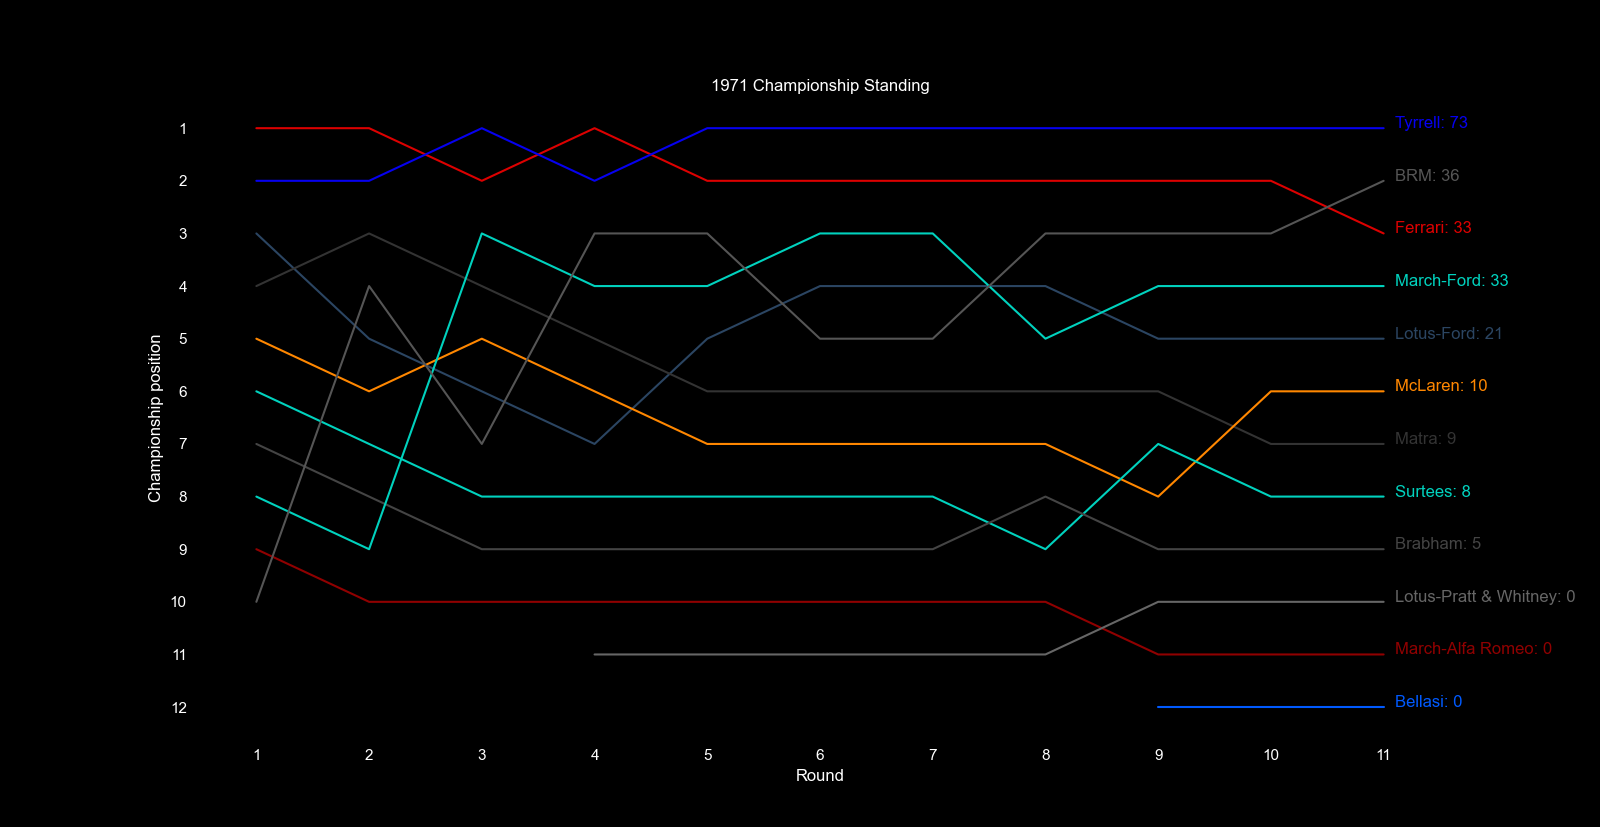 1971 Championship Standing
Championship position
1
2
3
4
5
6
7
8
9
10
11
12
Tyrrell: 73
BRM: 36
Ferrari: 33
March-Ford: 33
Lotus-Ford: 21
McLaren: 10
Matra: 9
Surtees: 8
Brabham: 5
Lotus-Pratt & Whitney: 0
March-Alfa Romeo: 0
Bellasi: 0
1 2 3 4 5 6 7 8 9 10 11
Round